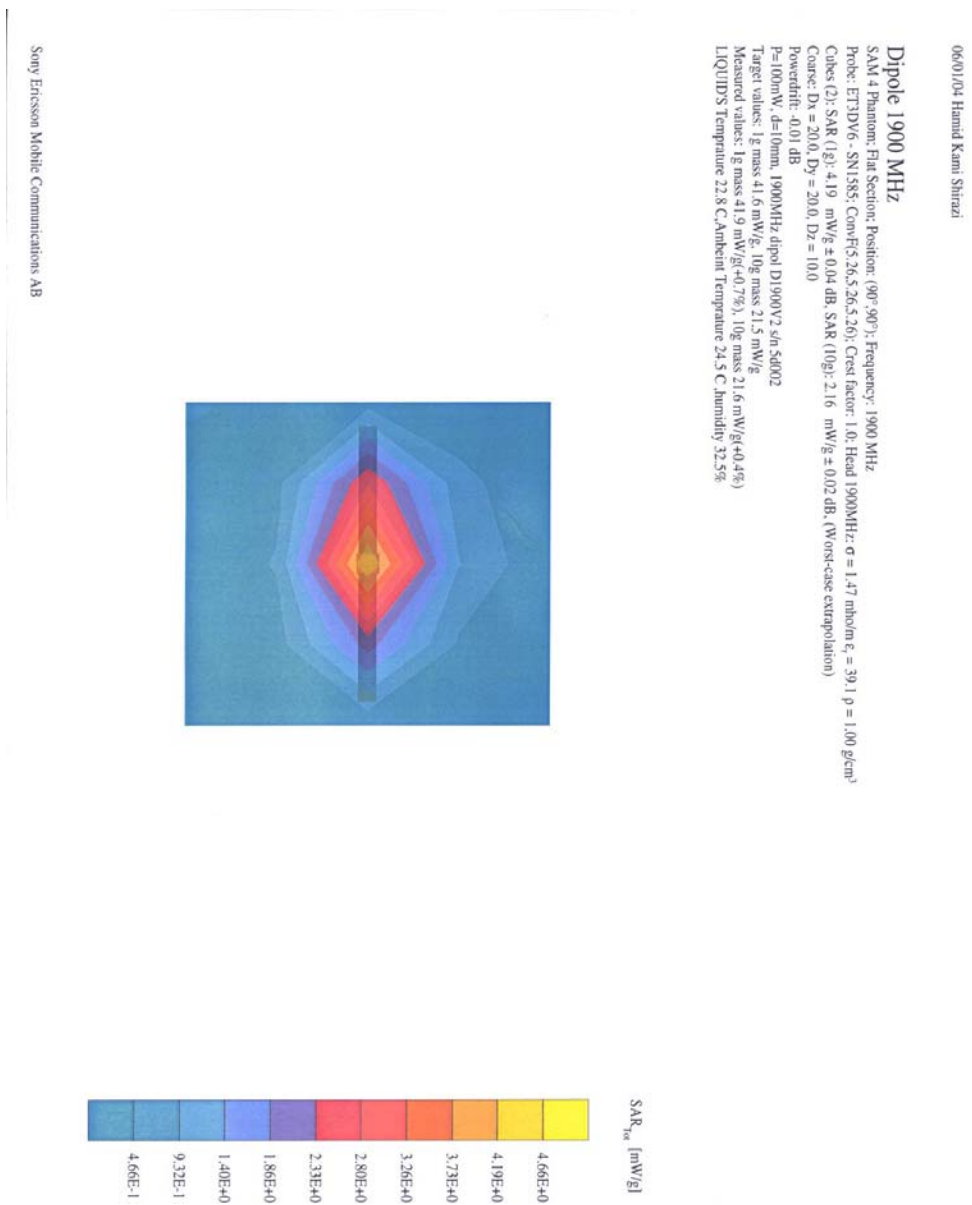 06/01/04 Hamid Kami Shirazi
Dipole 1900 MHz
SAM 4 Phantom; Flat Section; Position: (90°,90°); Frequency: 1900 MHz
Probe: ET3DV6 - SN1585; ConvF(5.26,5.26,5.26); Crest factor: 1.0; Head 1900MHz: σ = 1.47 mho/m εr = 39.1 ρ = 1.00 g/cm³
Cubes (2): SAR (1g): 4.19 mW/g ± 0.04 dB, SAR (10g): 2.16 mW/g ± 0.02 dB, (Worst-case extrapolation)
Coarse: Dx = 20.0, Dy = 20.0, Dz = 10.0
Powerdrift: -0.01 dB
P=100mW, d=10mm, 1900MHz dipol D1900V2 s/n 5d002
Target values: 1g mass 41.6 mW/g, 10g mass 21.5 mW/g
Measured values: 1g mass 41.9 mW/g(+0.7%), 10g mass 21.6 mW/g(+0.4%)
LIQUID'S Temprature 22.8 C,Ambeint Temprature 24.5 C ,humidity 32.5%
SAR Tot [mW/g]
4.66E+0
4.19E+0
3.73E+0
3.26E+0
2.80E+0
2.33E+0
1.86E+0
1.40E+0
9.32E-1
4.66E-1
Sony Ericsson Mobile Communications AB